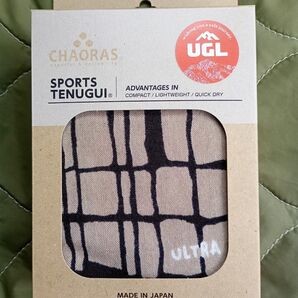 CHAORAS
UGL
SPORTS
TENUGUI®
ADVANTAGES IN
COMPACT / LIGHTWEIGHT / QUICK DRY
ULTRA
MADE IN JAPAN